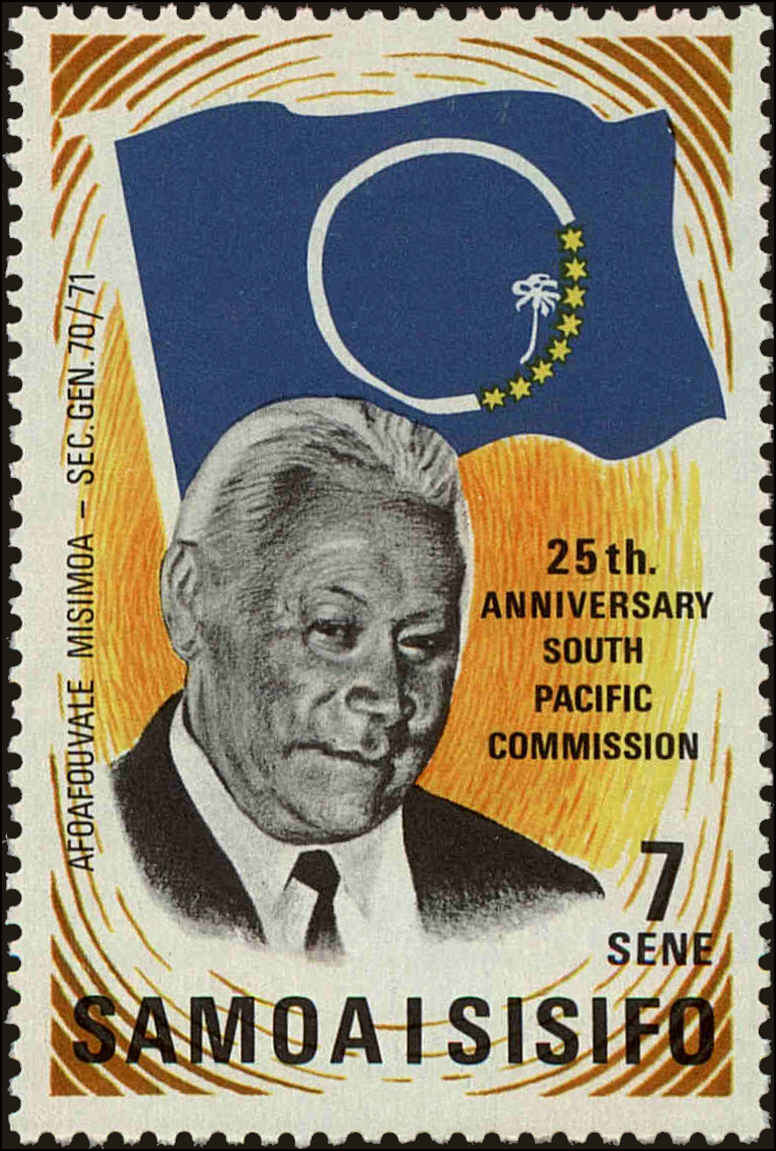 AFOAFOUVALE MISIMOA – SEC.GEN. 70/71
25th.
ANNIVERSARY
SOUTH
PACIFIC
COMMISSION
7
SENE
SAMOA I SISIFO